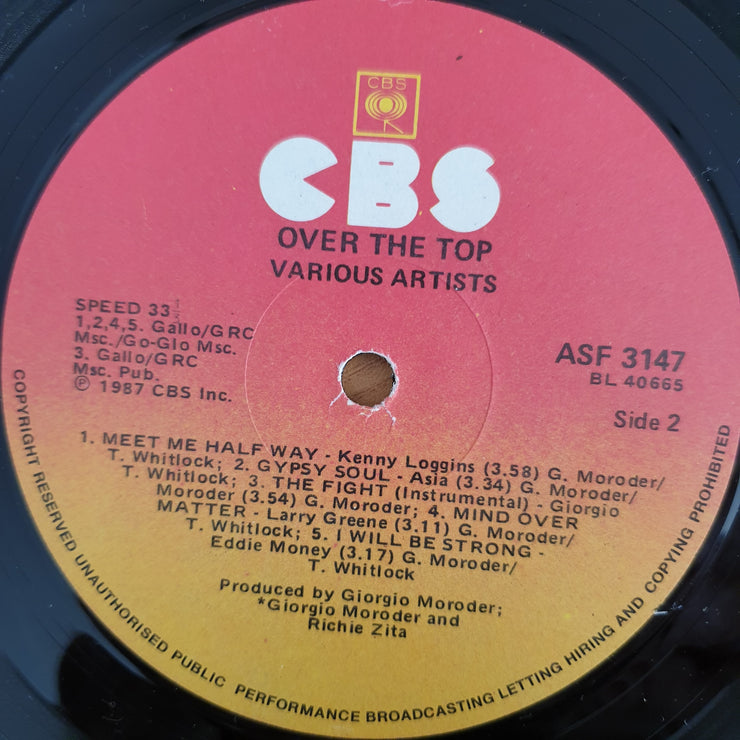 CBS
CBS
OVER THE TOP
VARIOUS ARTISTS
SPEED 33 1/3
1,2,4,5. Gallo/GRC
Msc./Go-Glo Msc.
3. Gallo/GRC
Msc. Pub.
Ⓟ 1987 CBS Inc.
ASF 3147
BL 40665
Side 2
1. MEET ME HALF WAY - Kenny Loggins (3.58) G. Moroder/
T. Whitlock; 2. GYPSY SOUL - Asia (3.34) G. Moroder/
T. Whitlock; 3. THE FIGHT (Instrumental) - Giorgio
Moroder (3.54) G. Moroder; 4. MIND OVER
MATTER - Larry Greene (3.11) G. Moroder/
T. Whitlock; 5. I WILL BE STRONG -
Eddie Money (3.17) G. Moroder/
T. Whitlock
Produced by Giorgio Moroder;
*Giorgio Moroder and
Richie Zita
COPYRIGHT RESERVED UNAUTHORISED PUBLIC PERFORMANCE BROADCASTING LETTING HIRING AND COPYING PROHIBITED